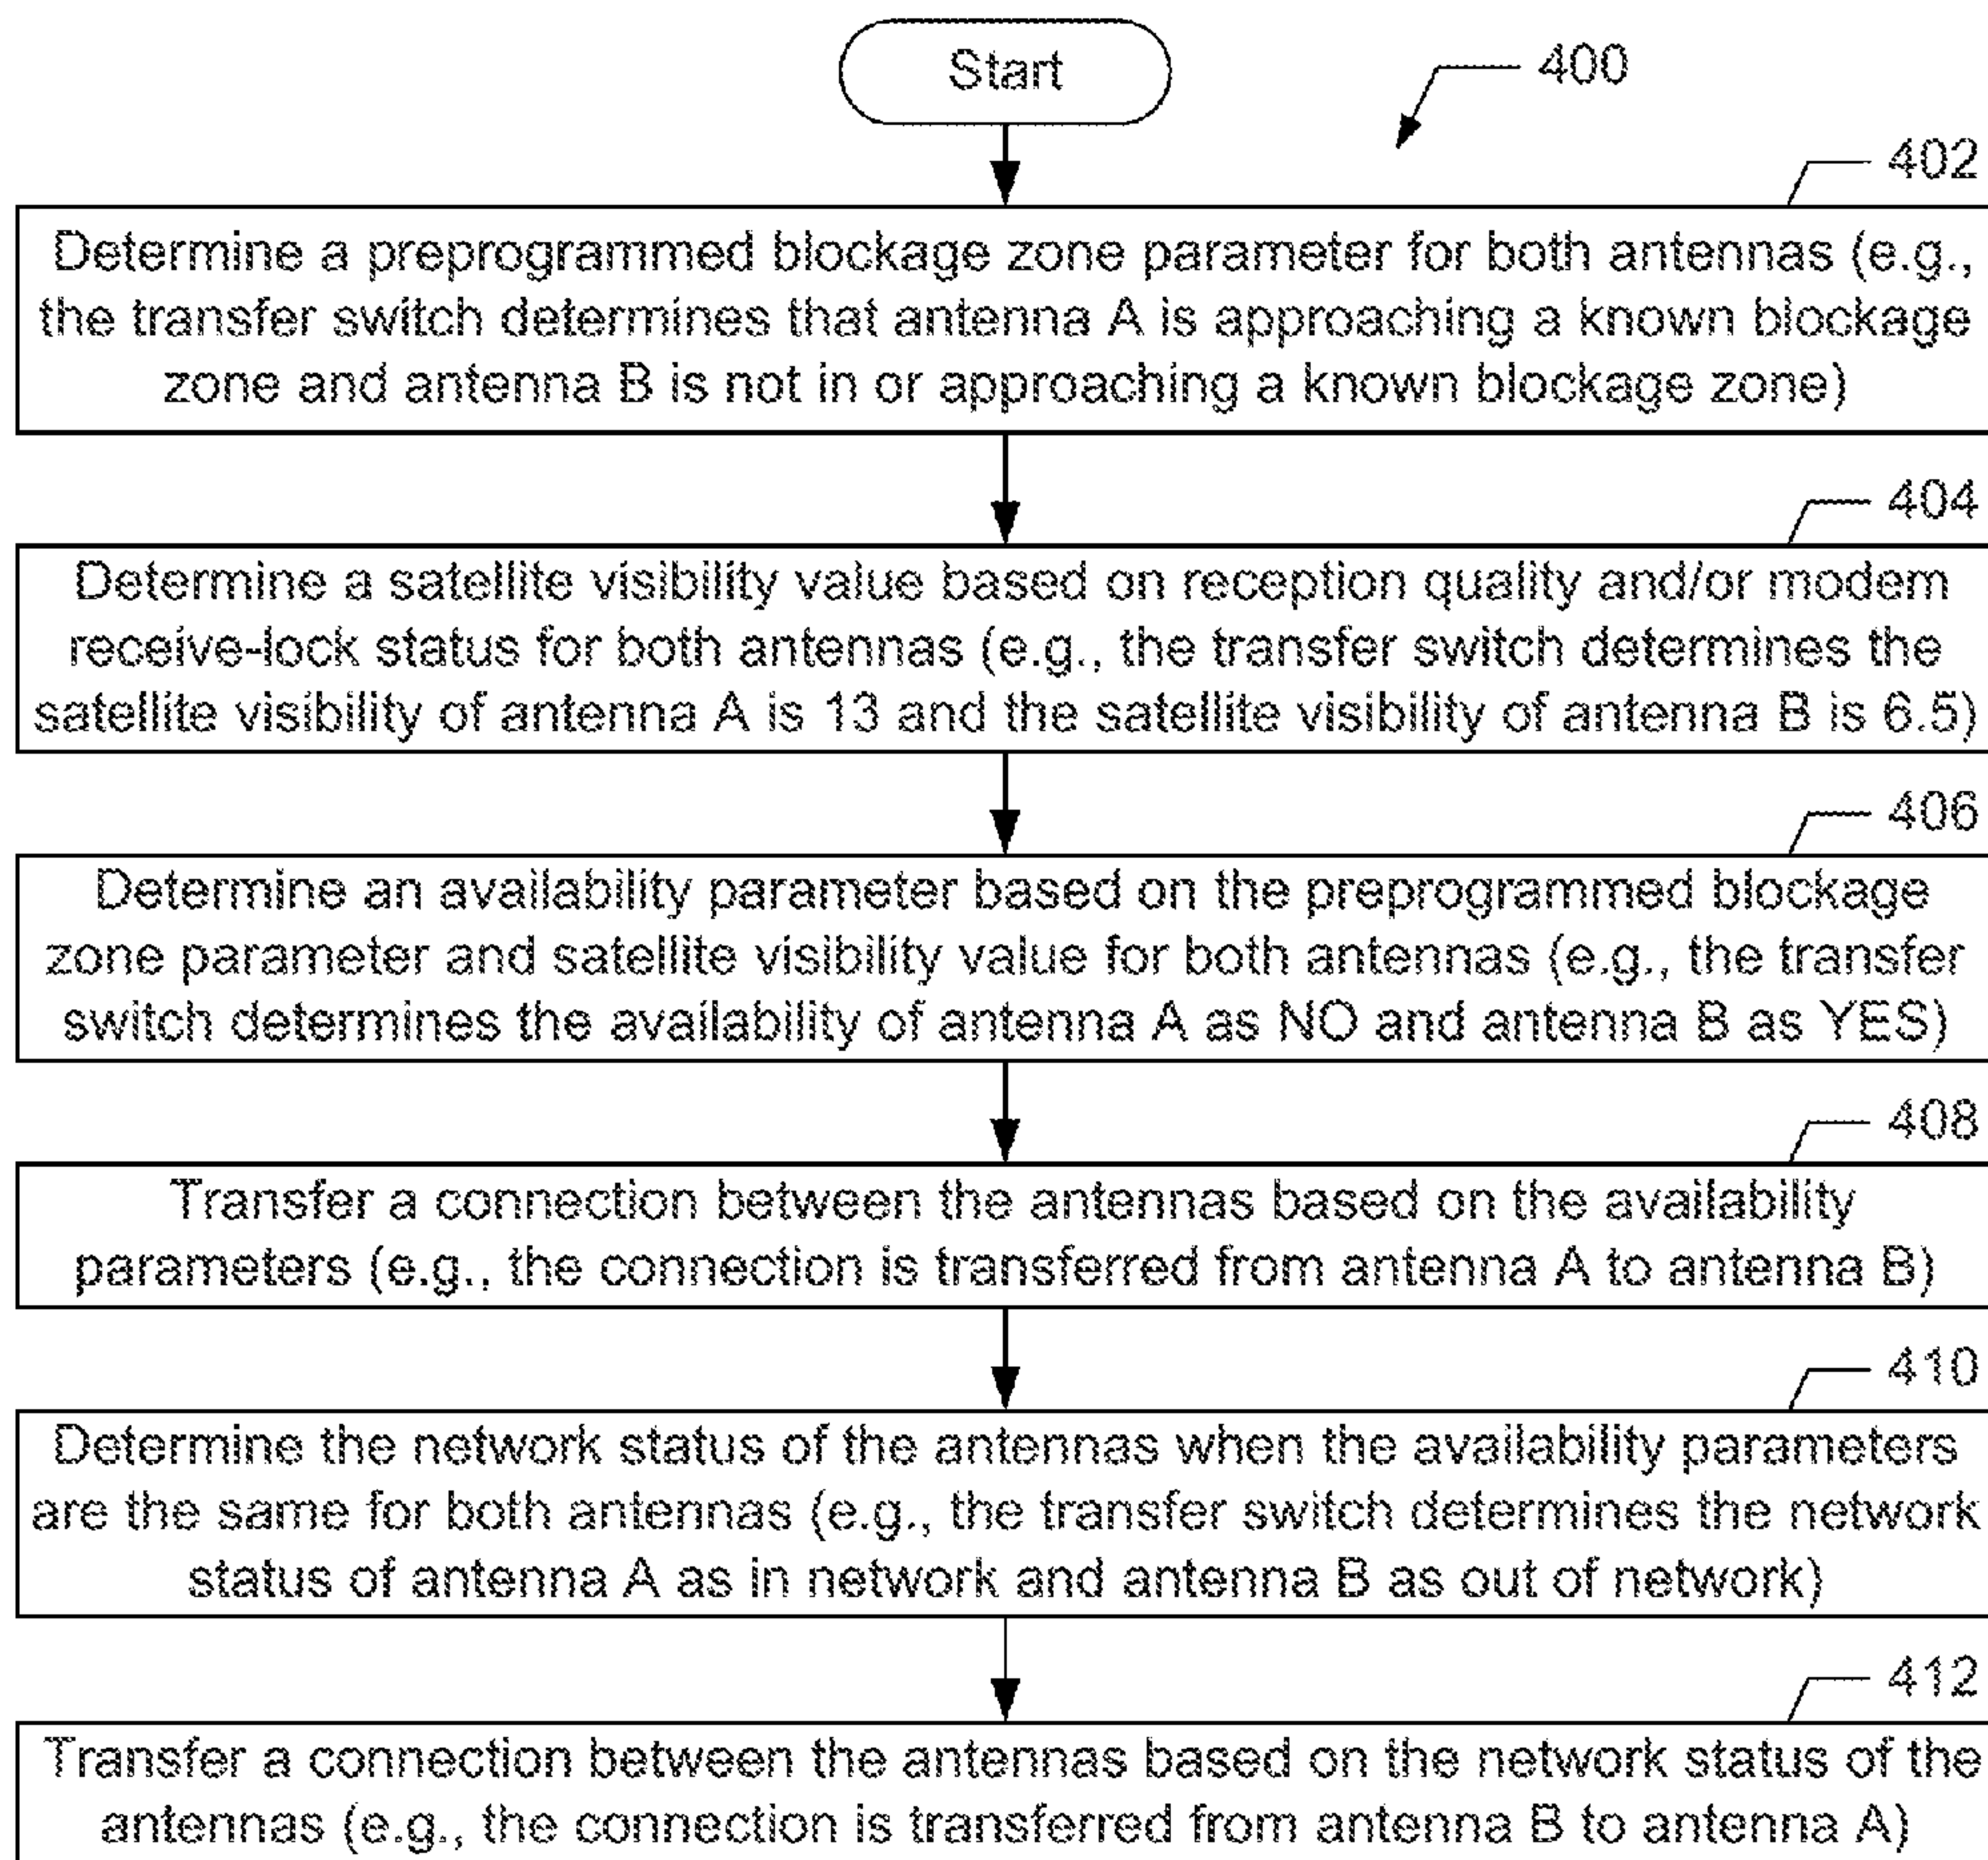 Start
400
402
Determine a preprogrammed blockage zone parameter for both antennas (e.g.,
the transfer switch determines that antenna A is approaching a known blockage
zone and antenna B is not in or approaching a known blockage zone)
404
Determine a satellite visibility value based on reception quality and/or modem
receive-lock status for both antennas (e.g., the transfer switch determines the
satellite visibility of antenna A is 13 and the satellite visibility of antenna B is 6.5)
406
Determine an availability parameter based on the preprogrammed blockage
zone parameter and satellite visibility value for both antennas (e.g., the transfer
switch determines the availability of antenna A as NO and antenna B as YES)
408
Transfer a connection between the antennas based on the availability
parameters (e.g., the connection is transferred from antenna A to antenna B)
410
Determine the network status of the antennas when the availability parameters
are the same for both antennas (e.g., the transfer switch determines the network
status of antenna A as in network and antenna B as out of network)
412
Transfer a connection between the antennas based on the network status of the
antennas (e.g., the connection is transferred from antenna B to antenna A)